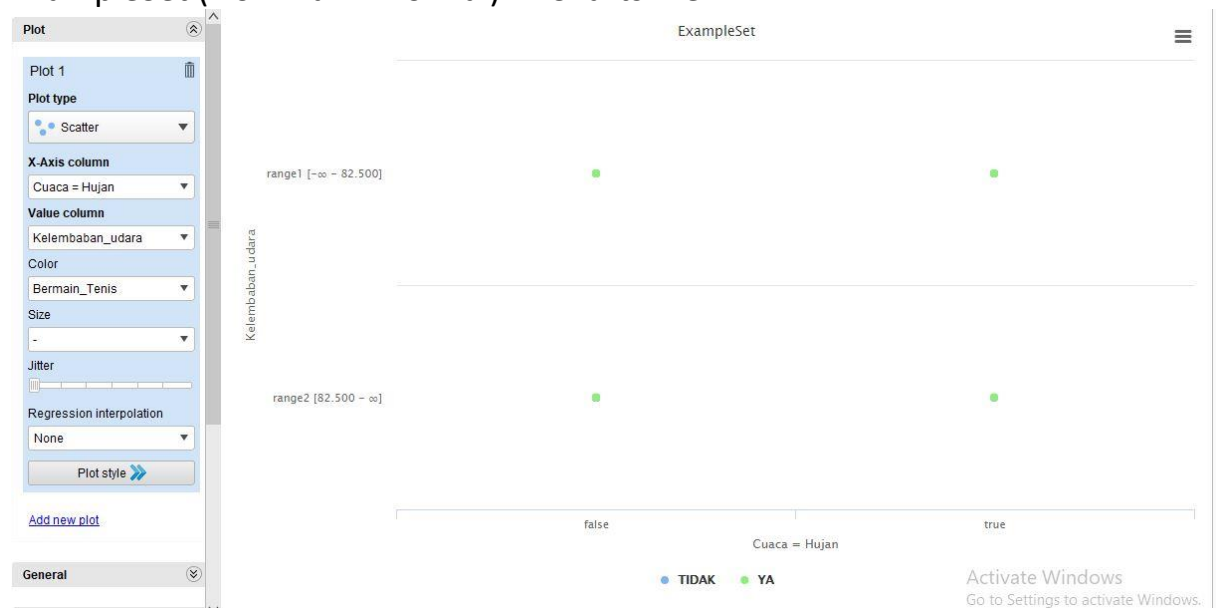 Plot
Plot 1
Plot type
Scatter
X-Axis column
Cuaca = Hujan
Value column
Kelembaban_udara
Color
Bermain_Tenis
Size
-
Jitter
Regression interpolation
None
Plot style
Add new plot
General
ExampleSet
range1 [-∞ - 82.500]
Kelembaban_udara
range2 [82.500 - ∞]
false
true
Cuaca = Hujan
TIDAK
YA
Activate Windows
Go to Settings to activate Windows.